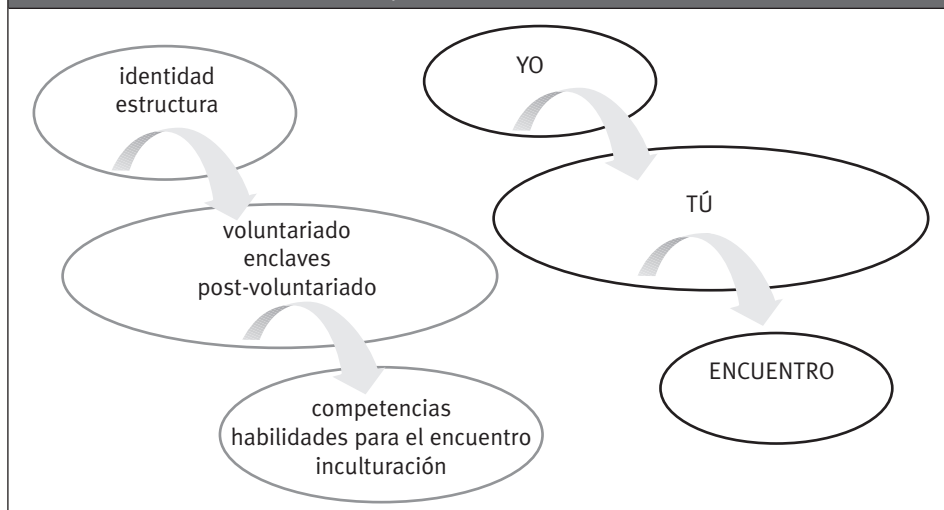 identidad
estructura
voluntariado
enclaves
post-voluntariado
competencias
habilidades para el encuentro
inculturación
YO
TÚ
ENCUENTRO